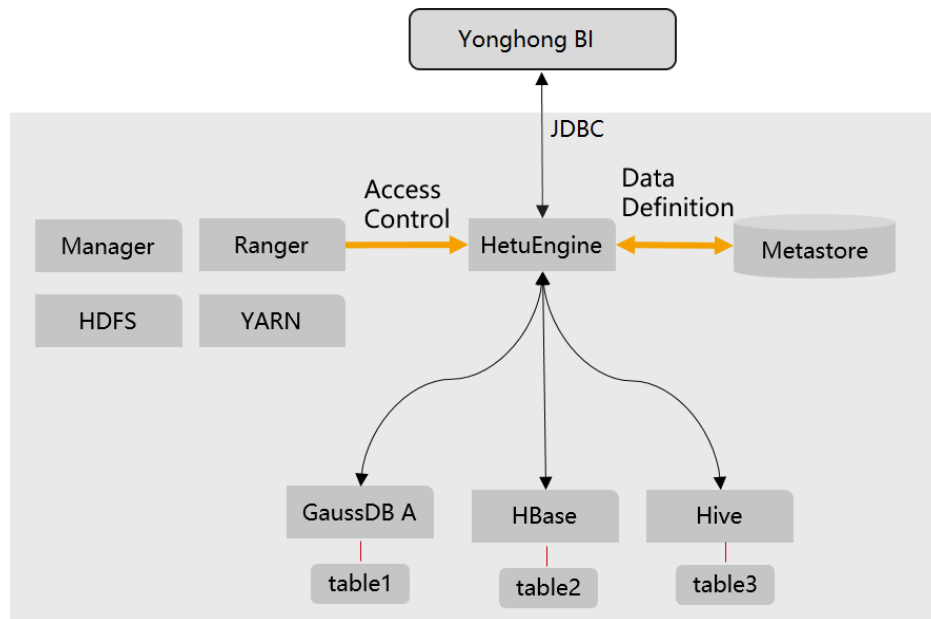 Yonghong BI
JDBC
Access
Control
Data
Definition
Manager
Ranger
HetuEngine
Metastore
HDFS
YARN
GaussDB A
HBase
Hive
table1
table2
table3